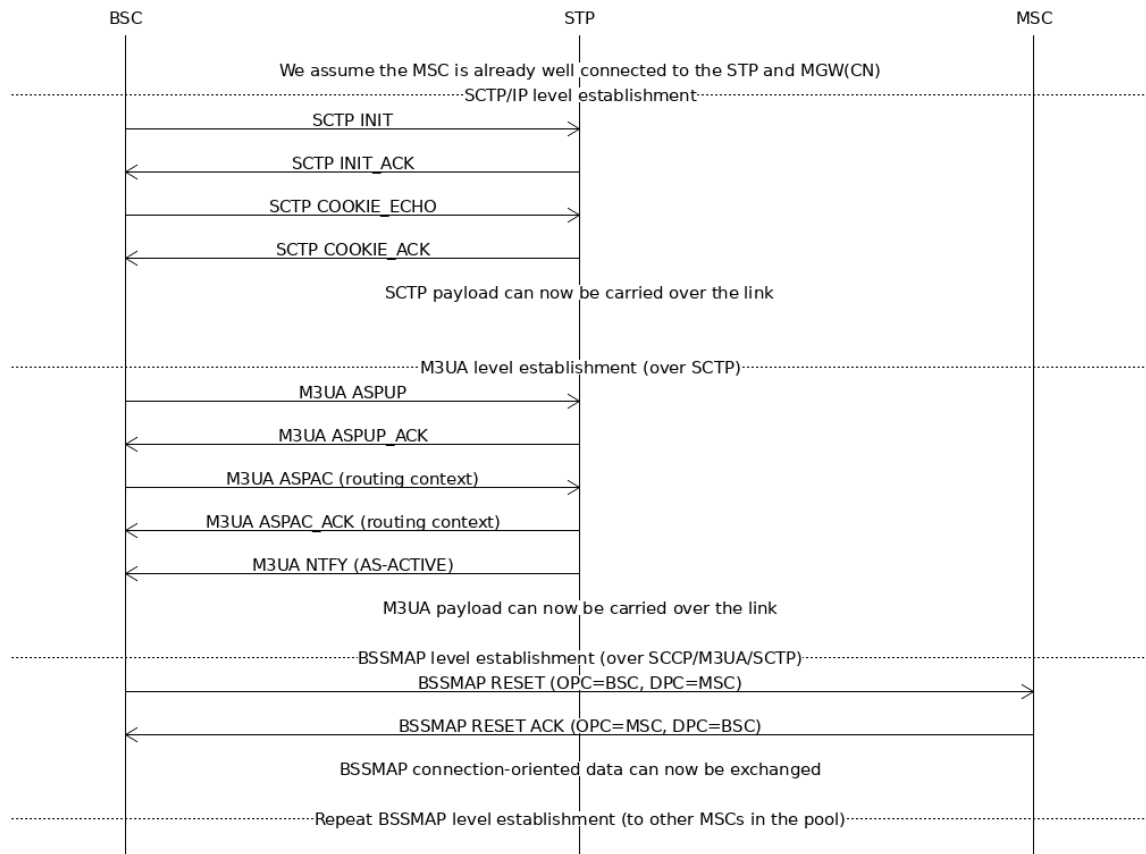 BSC STP MSC
We assume the MSC is already well connected to the STP and MGW(CN)
SCTP/IP level establishment
SCTP INIT
SCTP INIT_ACK
SCTP COOKIE_ECHO
SCTP COOKIE_ACK
SCTP payload can now be carried over the link
M3UA level establishment (over SCTP)
M3UA ASPUP
M3UA ASPUP_ACK
M3UA ASPAC (routing context)
M3UA ASPAC_ACK (routing context)
M3UA NTFY (AS-ACTIVE)
M3UA payload can now be carried over the link
BSSMAP level establishment (over SCCP/M3UA/SCTP)
BSSMAP RESET (OPC=BSC, DPC=MSC)
BSSMAP RESET ACK (OPC=MSC, DPC=BSC)
BSSMAP connection-oriented data can now be exchanged
Repeat BSSMAP level establishment (to other MSCs in the pool)